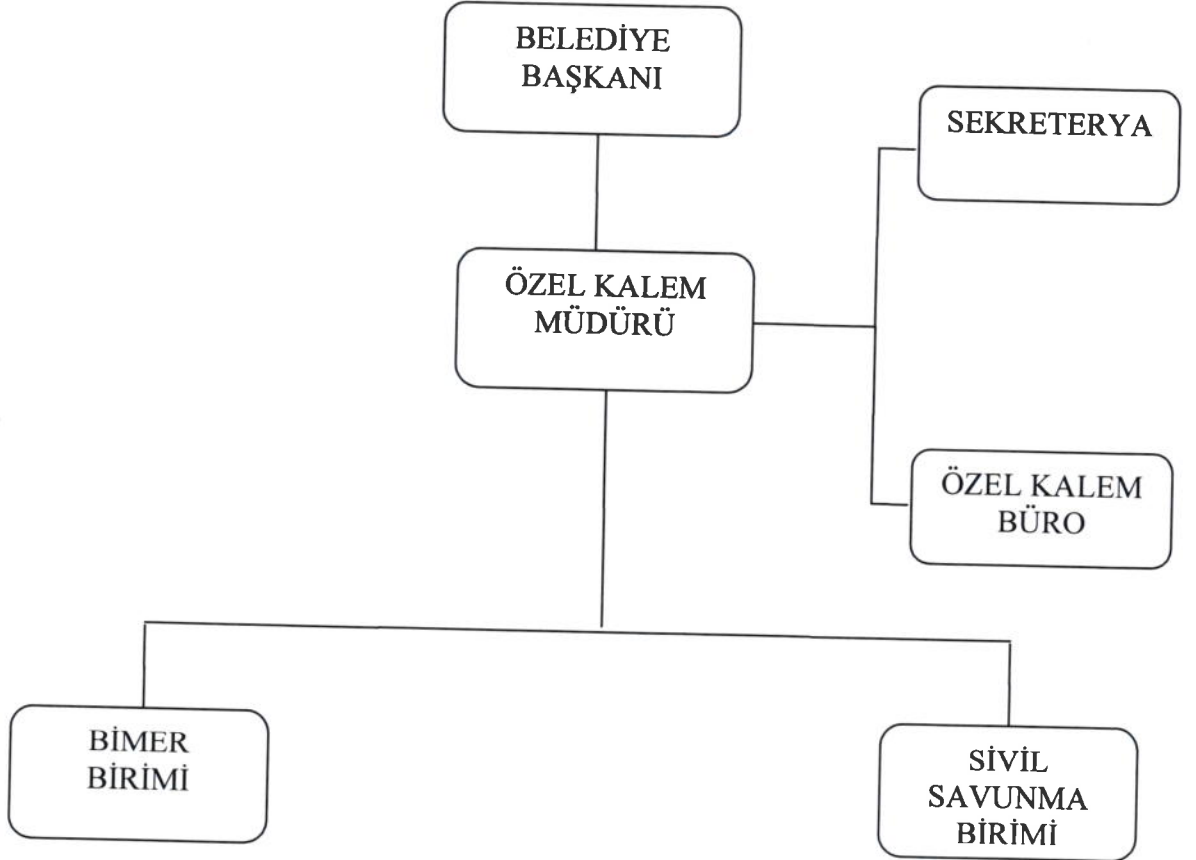 BELEDİYE
BAŞKANI
SEKRETERYA
ÖZEL KALEM
MÜDÜRÜ
ÖZEL KALEM
BÜRO
BİMER
BİRİMİ
SİVİL
SAVUNMA
BİRİMİ